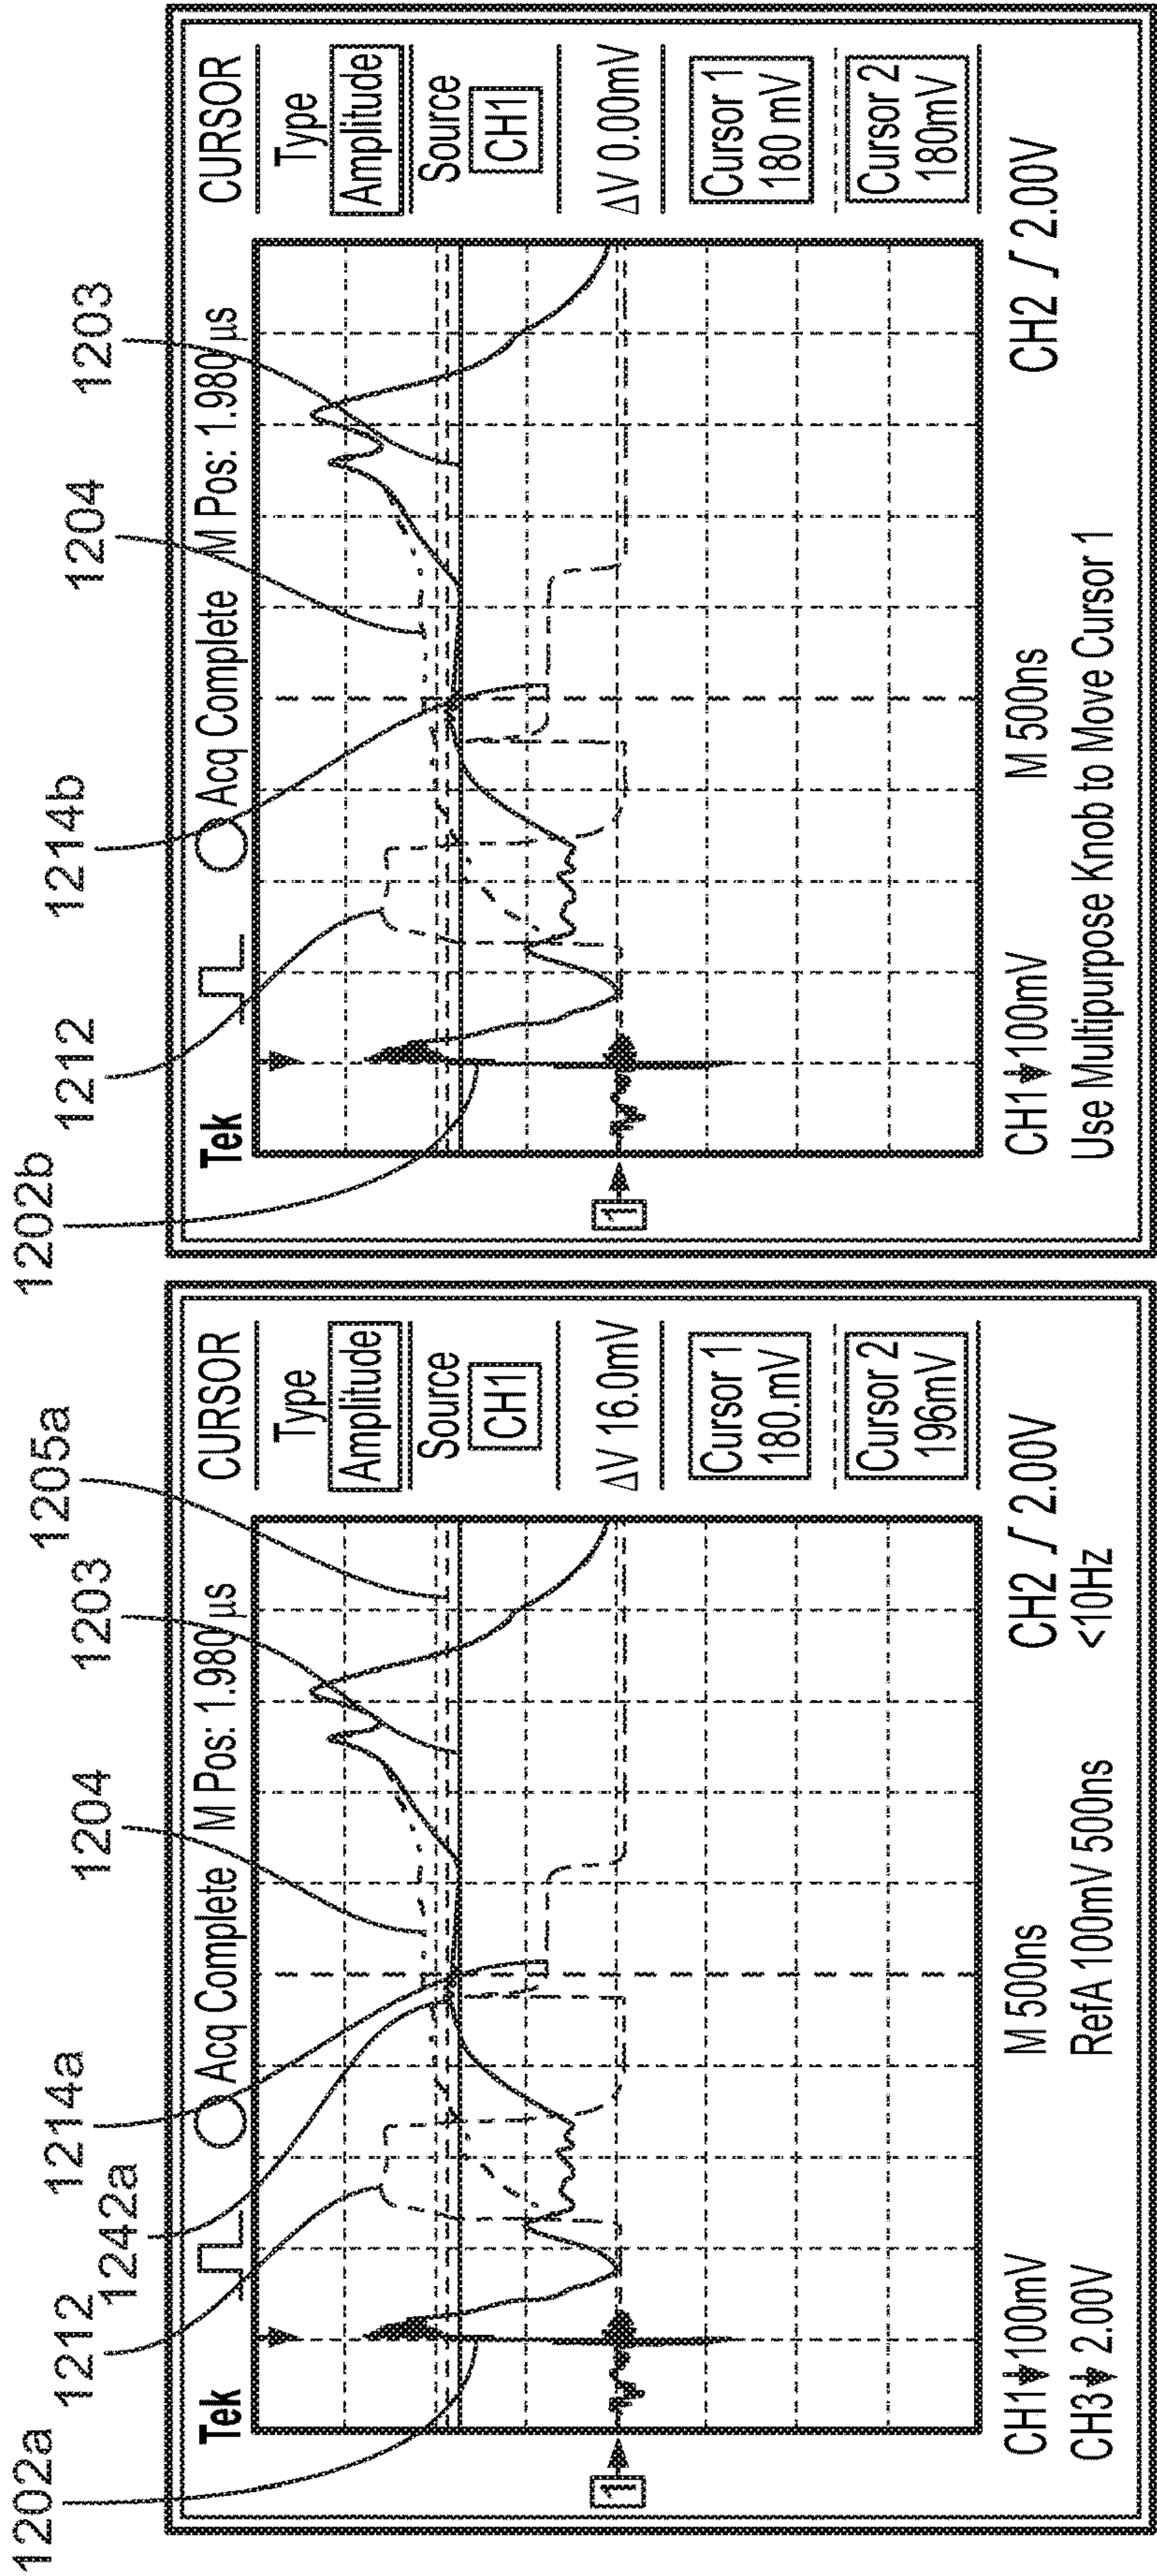 1202a
1212
1242a
1214a
1204
1203
1205a
Tek
Acq Complete
M Pos: 1.980 µs
CURSOR
Type
Amplitude
Source
CH1
ΔV 16.0mV
Cursor 1
180.mV
Cursor 2
196mV
1
CH1 100mV
M 500ns
CH2 2.00V
CH3 2.00V
RefA 100mV 500ns
<10Hz
1202b
1212
1214b
1204
1203
Tek
Acq Complete
M Pos: 1.980 µs
CURSOR
Type
Amplitude
Source
CH1
ΔV 0.00mV
Cursor 1
180 mV
Cursor 2
180mV
1
CH1 100mV
M 500ns
CH2 2.00V
Use Multipurpose Knob to Move Cursor 1